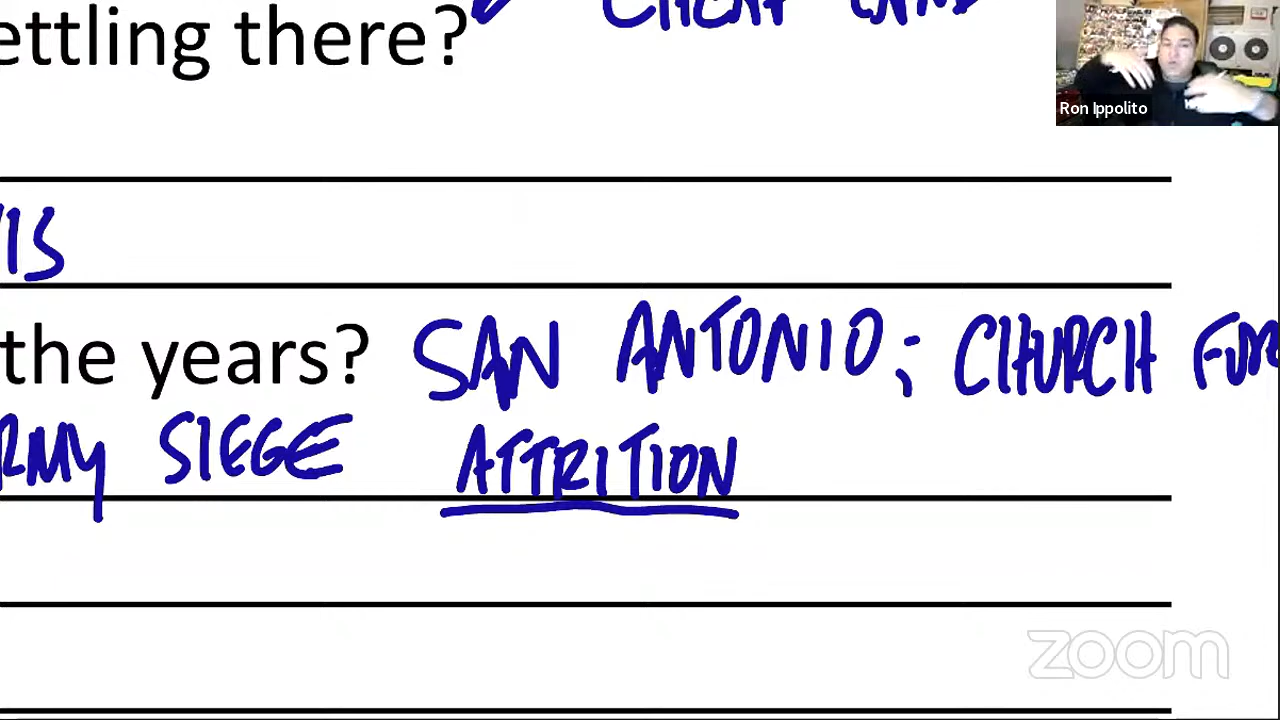 ettling there?
Ron Ippolito
IS
the years? SAN ANTONIO; CHURCH
RMY SIEGE ATTRITION
zoom